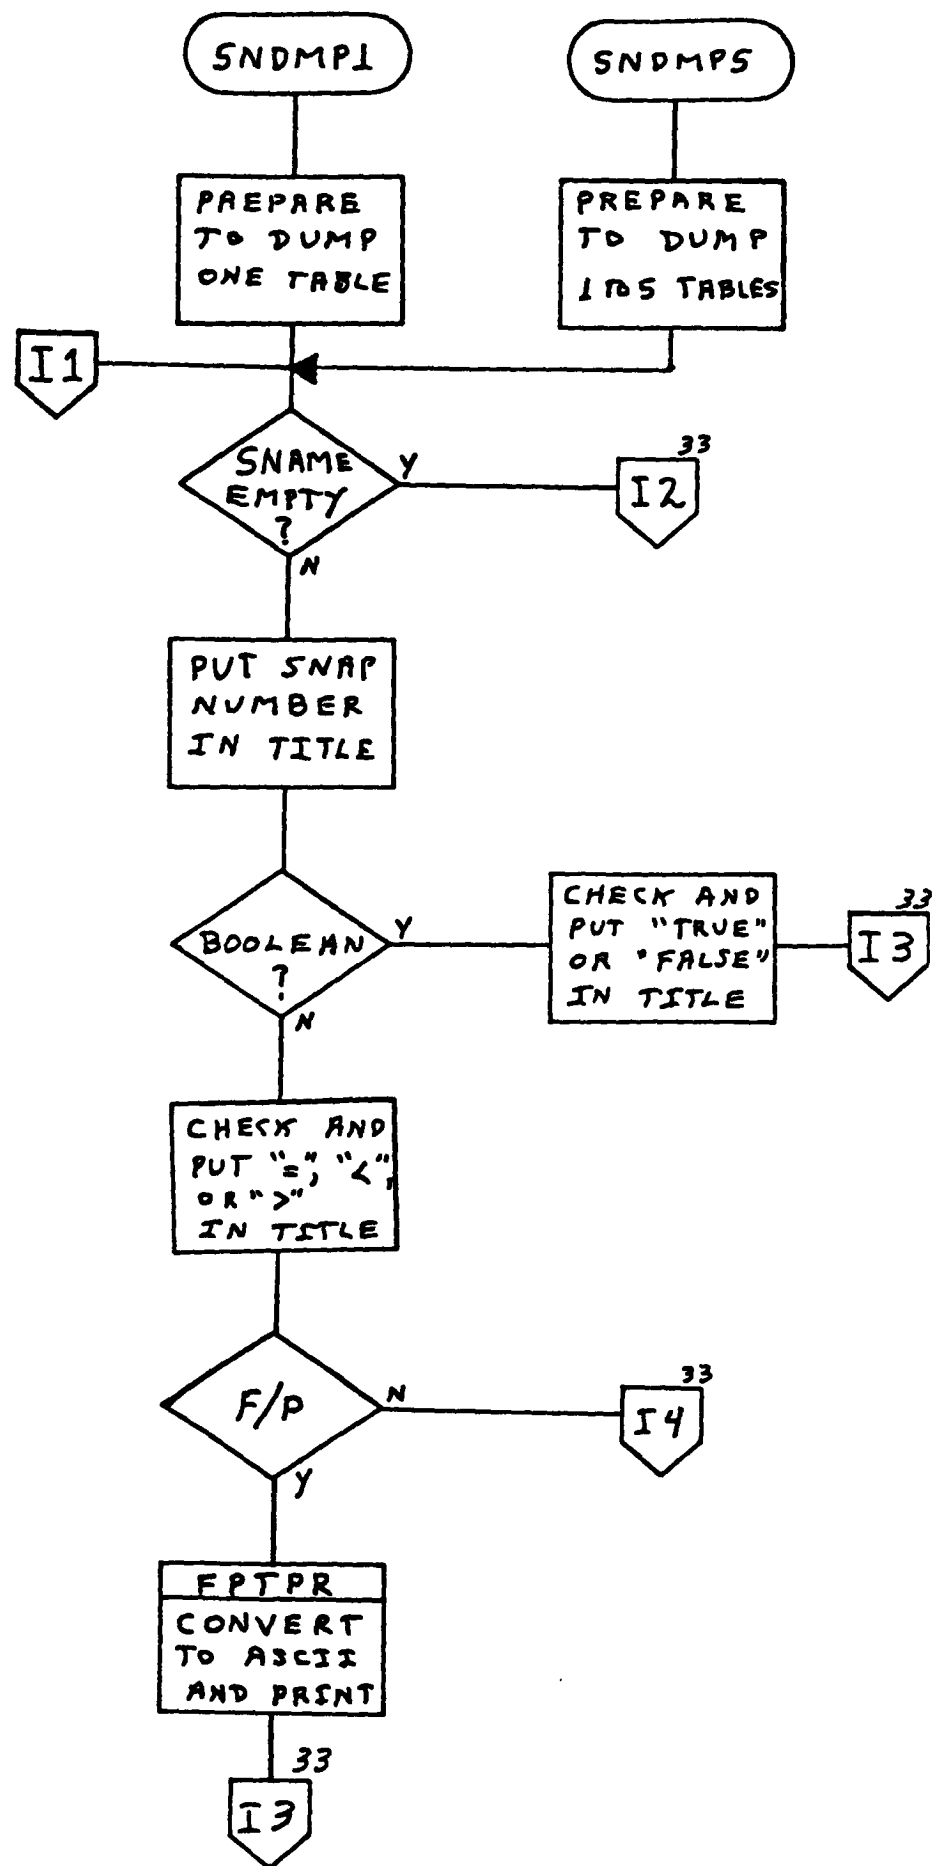 SNDMP1
SNDMP5
PREPARE
TO DUMP
ONE TABLE
PREPARE
TO DUMP
1 TO 5 TABLES
I1
SNAME
EMPTY
?
Y
33
I2
N
PUT SNAP
NUMBER
IN TITLE
BOOLEAN
?
Y
CHECK AND
PUT "TRUE"
OR "FALSE"
IN TITLE
33
I3
N
CHECK AND
PUT "=", "<",
OR ">"
IN TITLE
F/P
N
33
I4
Y
FPTPR
CONVERT
TO ASCII
AND PRINT
33
I3